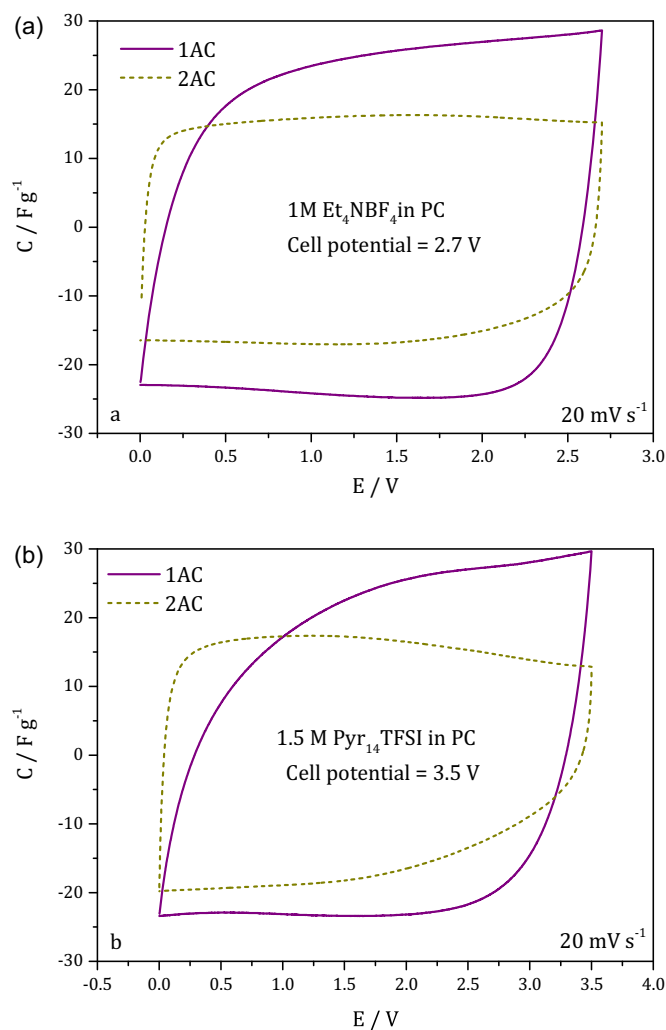 (a)
30
20
10
0
-10
-20
-30
C / F g⁻¹
1AC
2AC
1M Et₄NBF₄in PC
Cell potential = 2.7 V
a
20 mV s⁻¹
0.0 0.5 1.0 1.5 2.0 2.5 3.0
E / V
(b)
30
20
10
0
-10
-20
-30
C / F g⁻¹
1AC
2AC
1.5 M Pyr₁₄TFSI in PC
Cell potential = 3.5 V
b
20 mV s⁻¹
-0.5 0.0 0.5 1.0 1.5 2.0 2.5 3.0 3.5 4.0
E / V